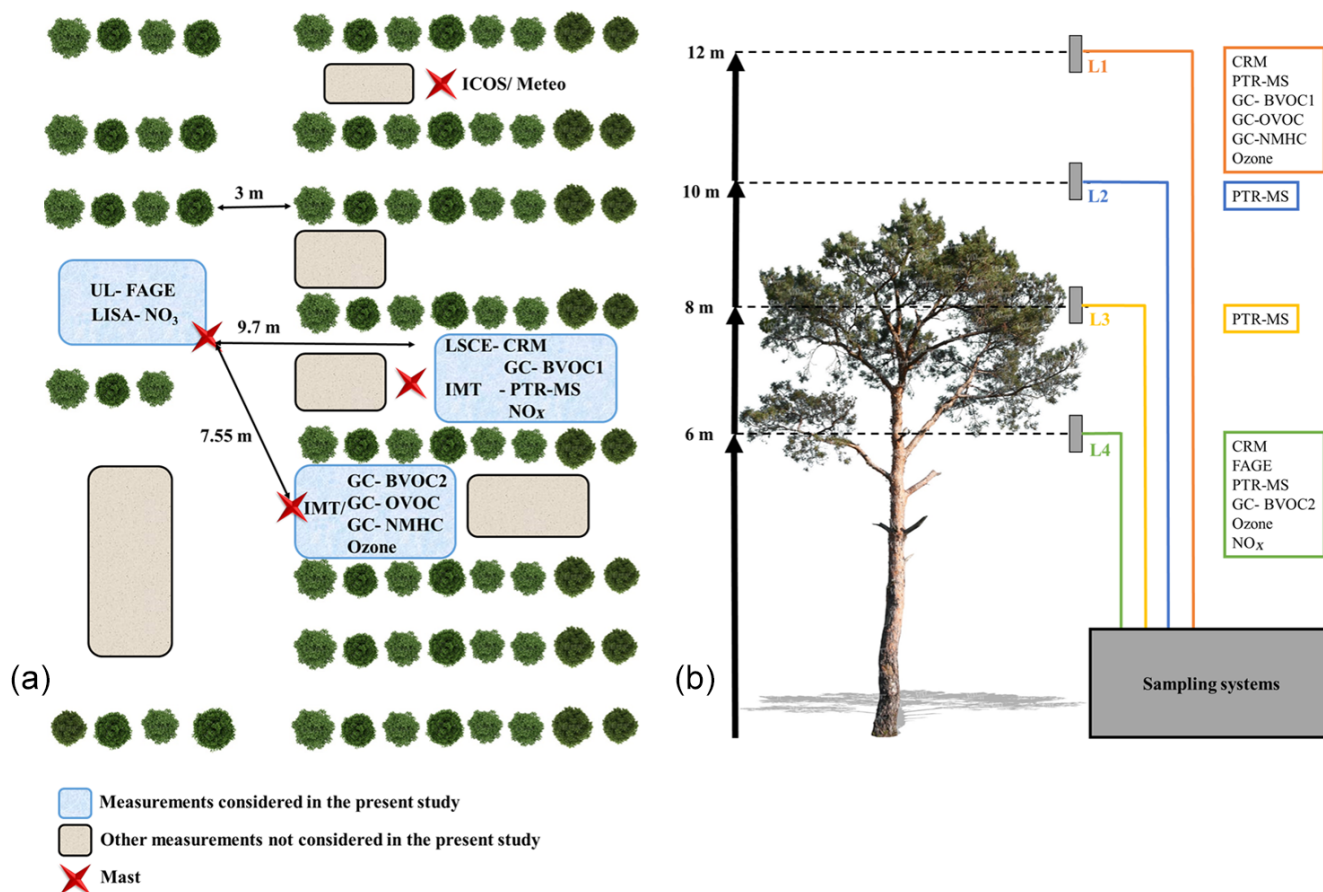 ICOS/ Meteo
3 m
UL- FAGE
LISA- NO₃
9.7 m
LSCE- CRM
GC- BVOC1
IMT - PTR-MS
NOx
7.55 m
GC- BVOC2
IMT/ GC- OVOC
GC- NMHC
Ozone
(a)
Measurements considered in the present study
Other measurements not considered in the present study
Mast
12 m
L1
CRM
PTR-MS
GC- BVOC1
GC-OVOC
GC-NMHC
Ozone
10 m
L2
PTR-MS
8 m
L3
PTR-MS
6 m
L4
CRM
FAGE
PTR-MS
GC- BVOC2
Ozone
NOx
(b)
Sampling systems